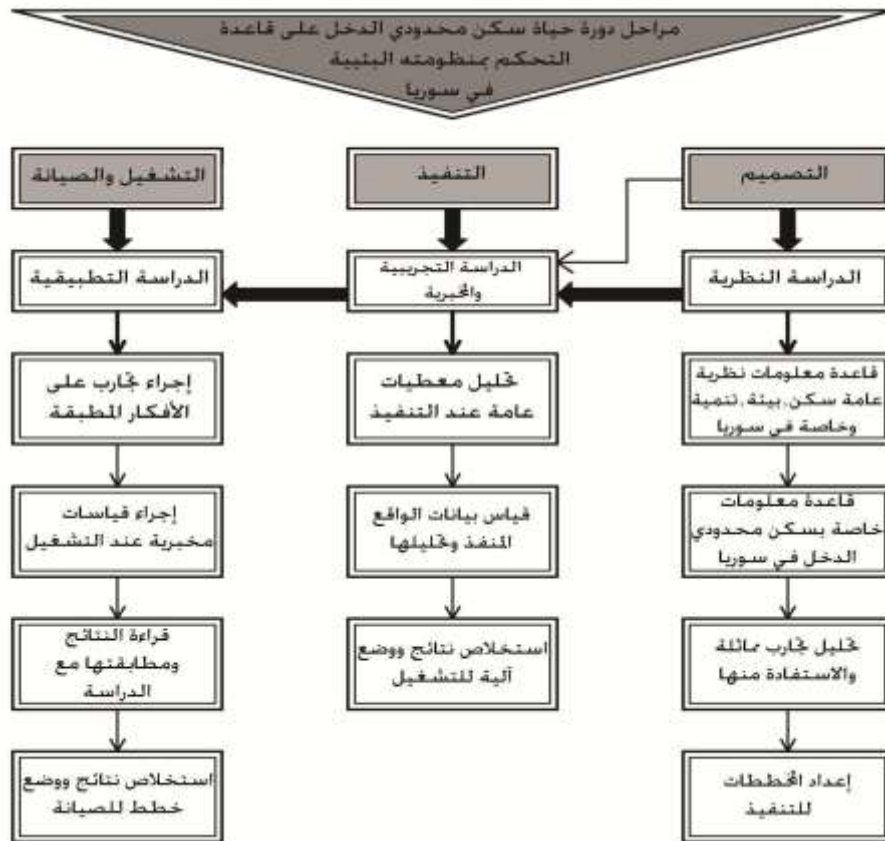 مراحل دورة حياة سكن محدودي الدخل على قاعدة
التحكم بمنظومته البيئية
في سوريا
التصميم
التنفيذ
التشغيل والصيانة
الدراسة النظرية
الدراسة التجريبية
والخبرية
الدراسة التطبيقية
قاعدة معلومات نظرية
عامة سكن، بيئة، تنمية
وخاصة في سوريا
تحليل معطيات
عامة عند التنفيذ
إجراء تجارب على
الأفكار المطبقة
قاعدة معلومات
خاصة بسكن محدودي
الدخل في سوريا
قياس بيانات الواقع
المنفذ وتحليلها
إجراء قياسات
مخبرية عند التشغيل
تحليل تجارب مماثلة
والاستفادة منها
استخلاص نتائج ووضع
آلية للتشغيل
قراءة النتائج
ومطابقتها مع
الدراسة
إعداد المخططات
للتنفيذ
استخلاص نتائج ووضع
خطط للصيانة